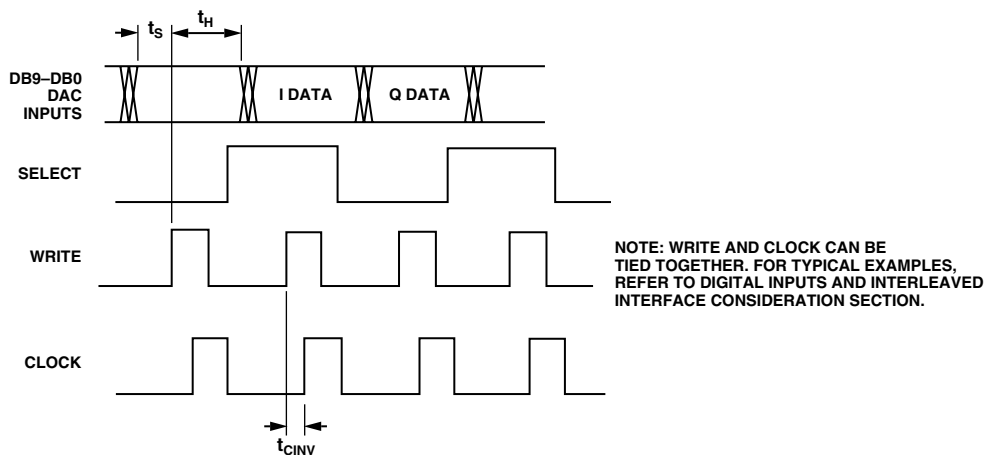 tS
tH
DB9–DB0
DAC
INPUTS
I DATA
Q DATA
SELECT
WRITE
NOTE: WRITE AND CLOCK CAN BE
TIED TOGETHER. FOR TYPICAL EXAMPLES,
REFER TO DIGITAL INPUTS AND INTERLEAVED
INTERFACE CONSIDERATION SECTION.
CLOCK
tCINV